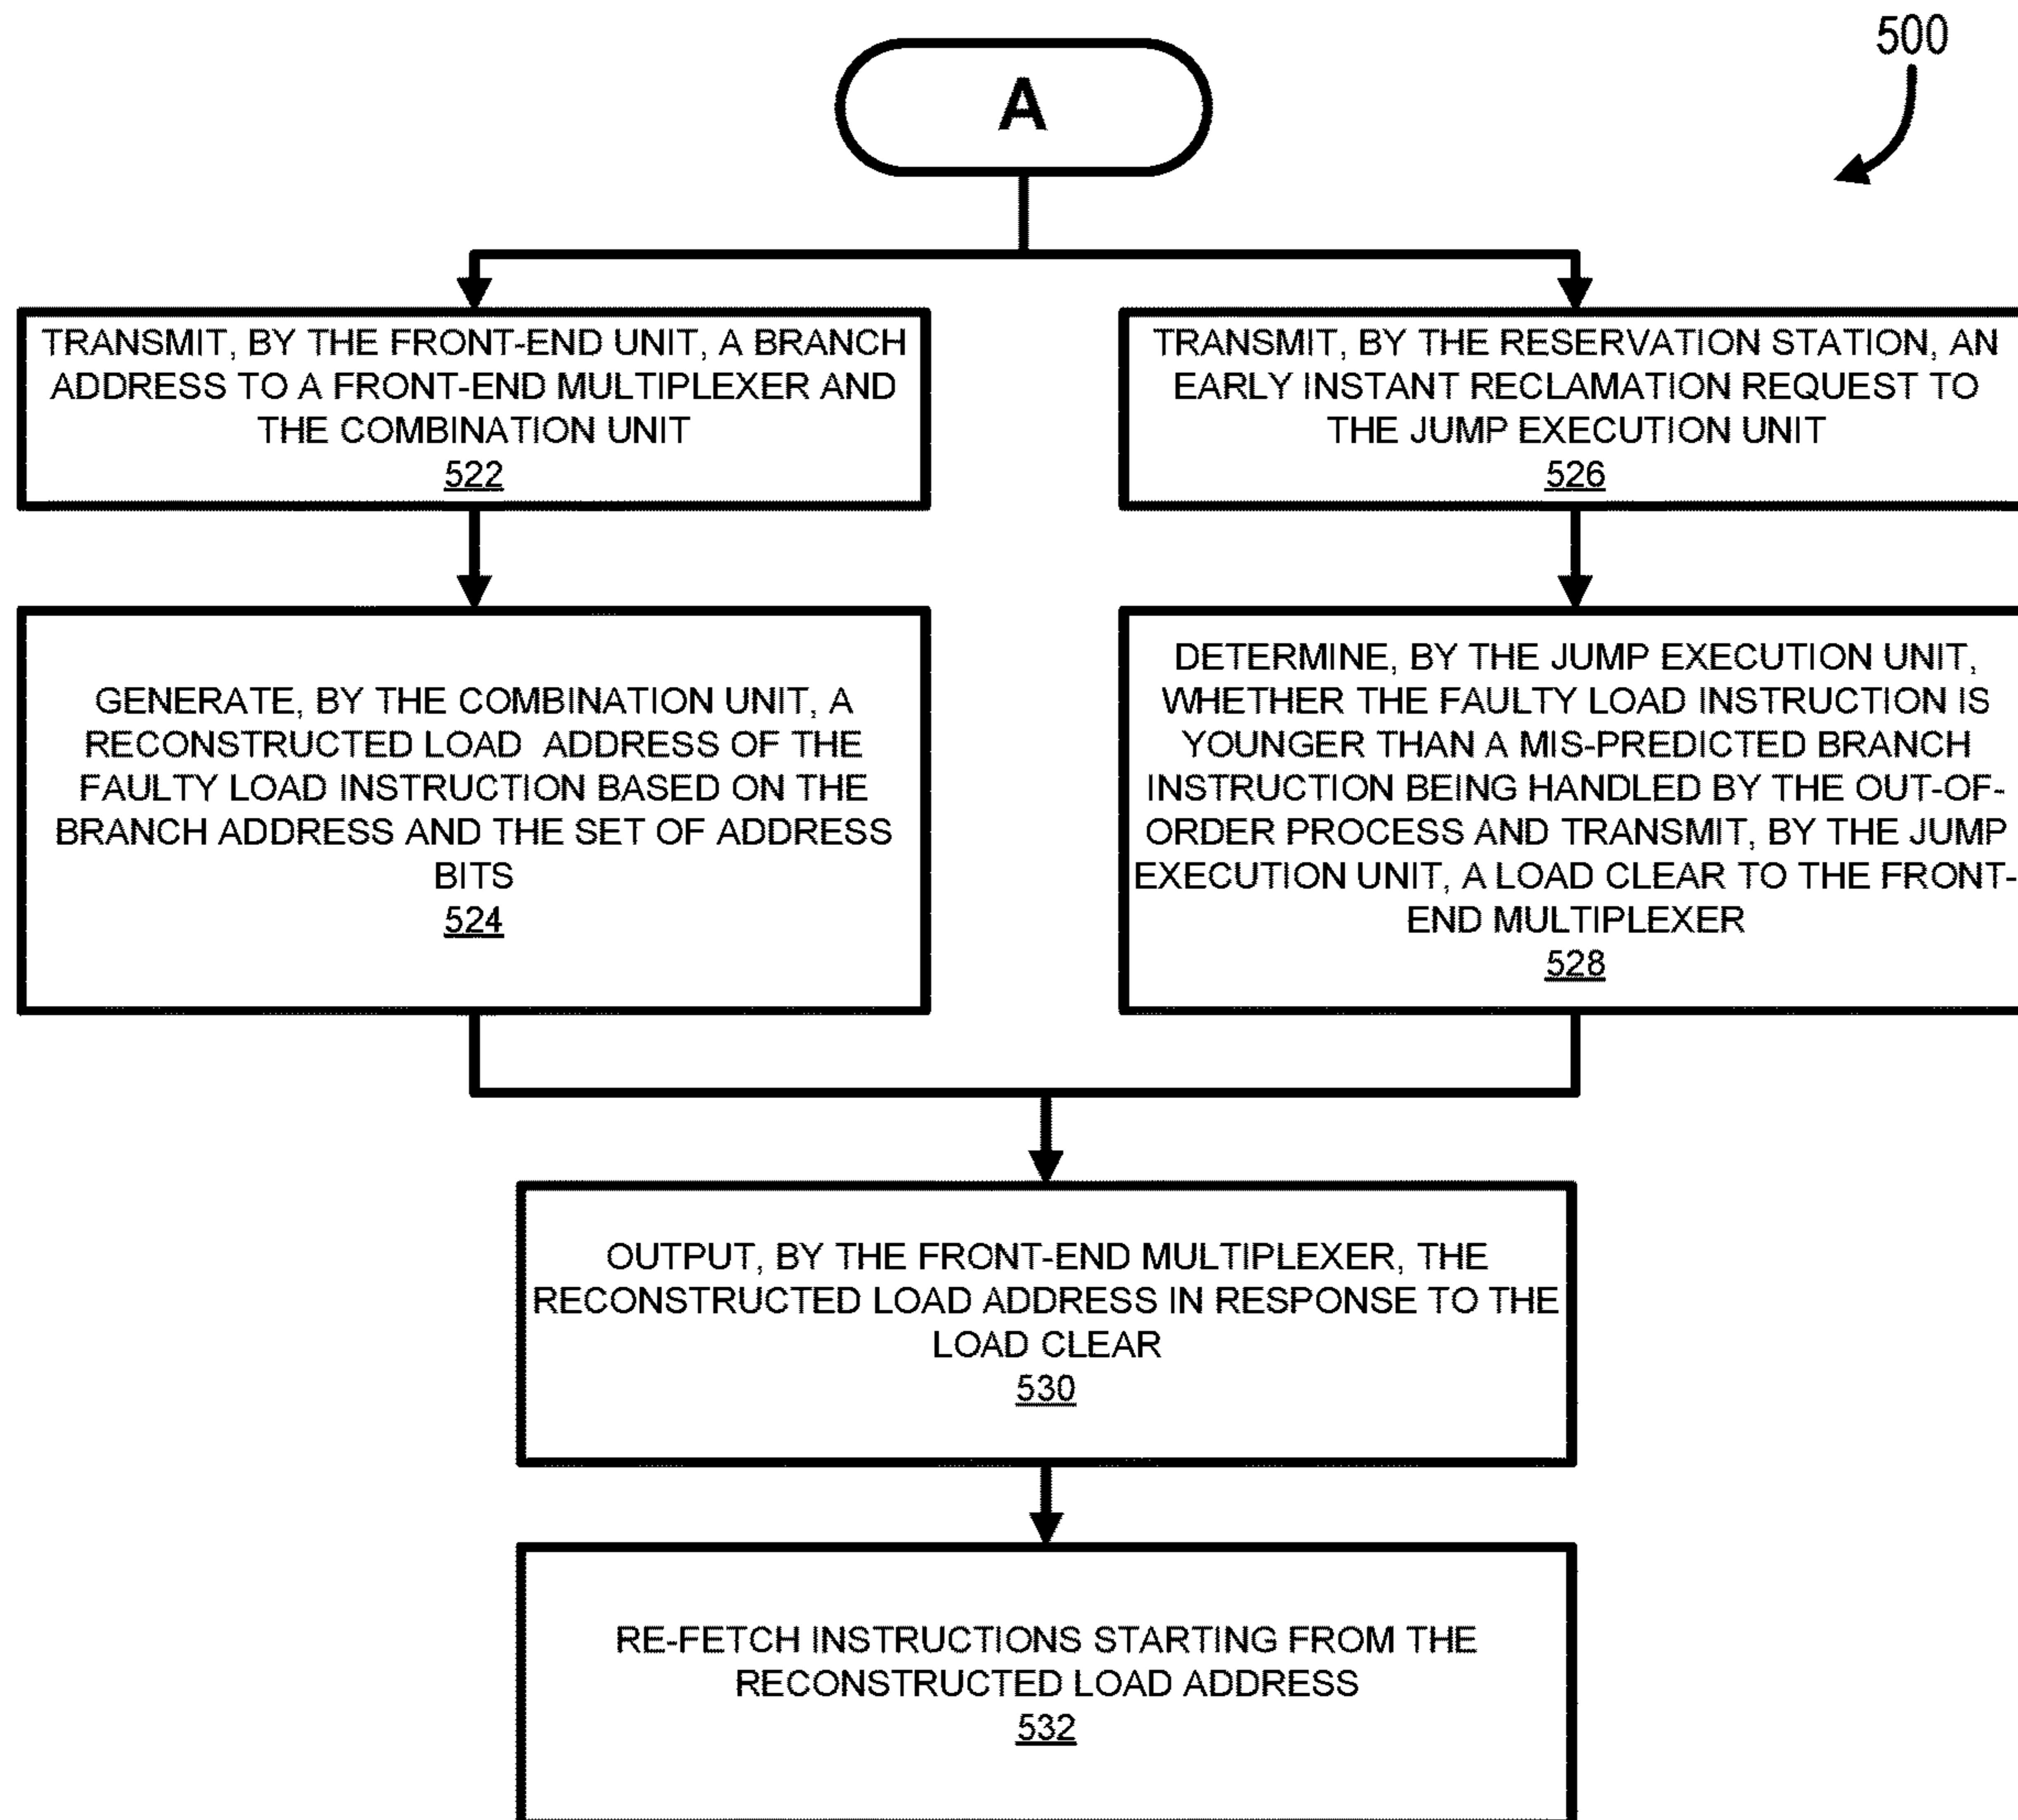 500
A
TRANSMIT, BY THE FRONT-END UNIT, A BRANCH
ADDRESS TO A FRONT-END MULTIPLEXER AND
THE COMBINATION UNIT
522
TRANSMIT, BY THE RESERVATION STATION, AN
EARLY INSTANT RECLAMATION REQUEST TO
THE JUMP EXECUTION UNIT
526
GENERATE, BY THE COMBINATION UNIT, A
RECONSTRUCTED LOAD ADDRESS OF THE
FAULTY LOAD INSTRUCTION BASED ON THE
BRANCH ADDRESS AND THE SET OF ADDRESS
BITS
524
DETERMINE, BY THE JUMP EXECUTION UNIT,
WHETHER THE FAULTY LOAD INSTRUCTION IS
YOUNGER THAN A MIS-PREDICTED BRANCH
INSTRUCTION BEING HANDLED BY THE OUT-OF-
ORDER PROCESS AND TRANSMIT, BY THE JUMP
EXECUTION UNIT, A LOAD CLEAR TO THE FRONT-
END MULTIPLEXER
528
OUTPUT, BY THE FRONT-END MULTIPLEXER, THE
RECONSTRUCTED LOAD ADDRESS IN RESPONSE TO THE
LOAD CLEAR
530
RE-FETCH INSTRUCTIONS STARTING FROM THE
RECONSTRUCTED LOAD ADDRESS
532